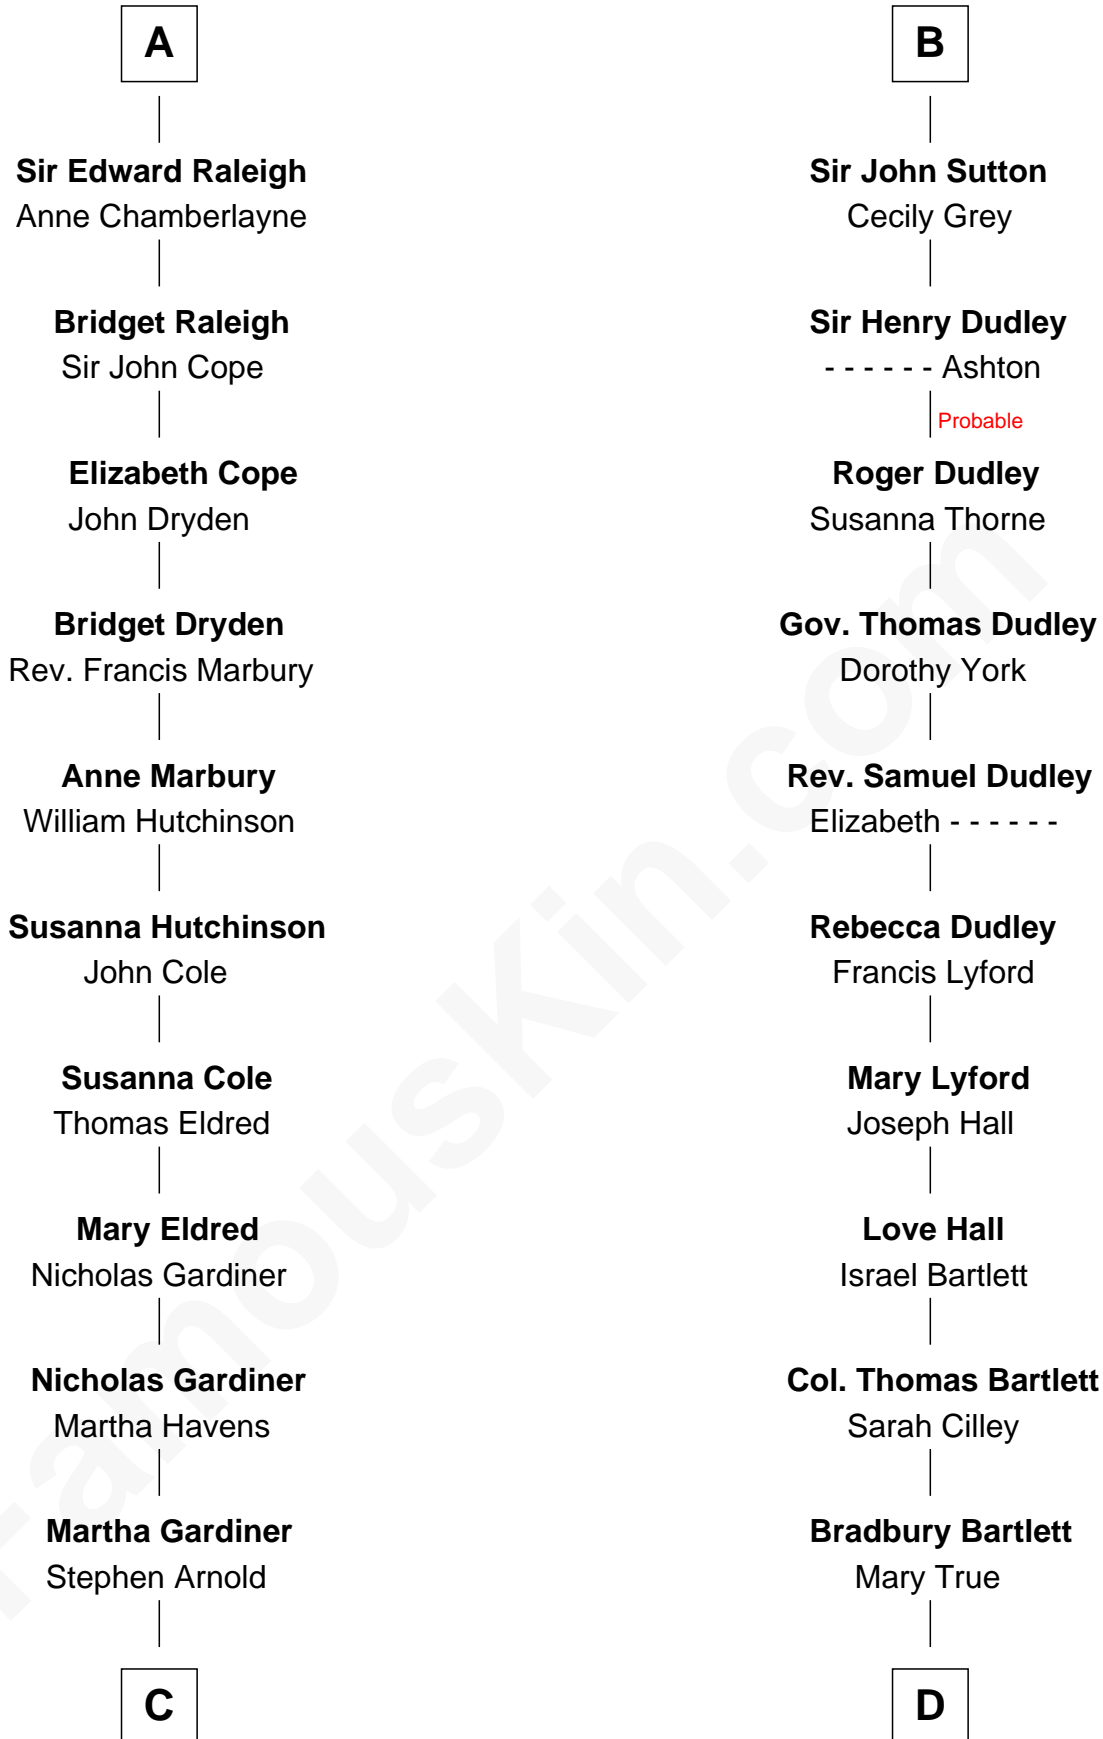 A
Sir Edward Raleigh
Anne Chamberlayne
Bridget Raleigh
Sir John Cope
Elizabeth Cope
John Dryden
Bridget Dryden
Rev. Francis Marbury
Anne Marbury
William Hutchinson
Susanna Hutchinson
John Cole
Susanna Cole
Thomas Eldred
Mary Eldred
Nicholas Gardiner
Nicholas Gardiner
Martha Havens
Martha Gardiner
Stephen Arnold
C
B
Sir John Sutton
Cecily Grey
Sir Henry Dudley
- - - - - - Ashton
Probable
Roger Dudley
Susanna Thorne
Gov. Thomas Dudley
Dorothy York
Rev. Samuel Dudley
Elizabeth - - - - - -
Rebecca Dudley
Francis Lyford
Mary Lyford
Joseph Hall
Love Hall
Israel Bartlett
Col. Thomas Bartlett
Sarah Cilley
Bradbury Bartlett
Mary True
D
FamousKin.com